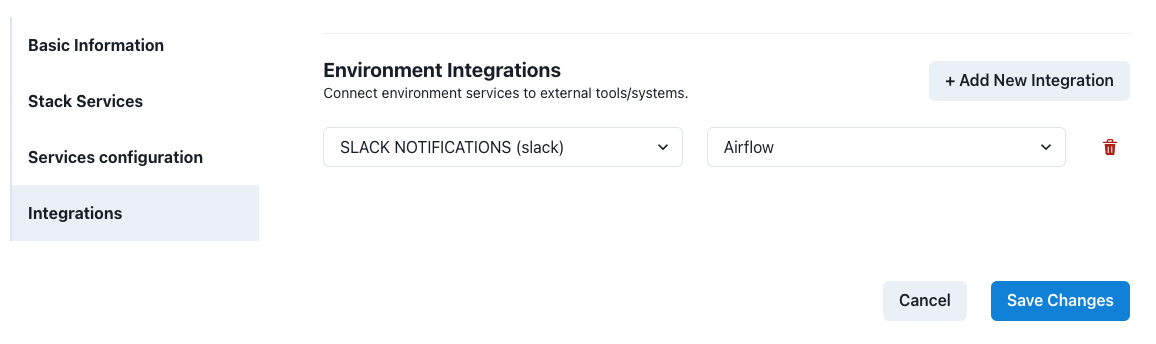 Basic Information
Stack Services
Services configuration
Integrations
Environment Integrations
Connect environment services to external tools/systems.
+ Add New Integration
SLACK NOTIFICATIONS (slack)
Airflow
Cancel
Save Changes